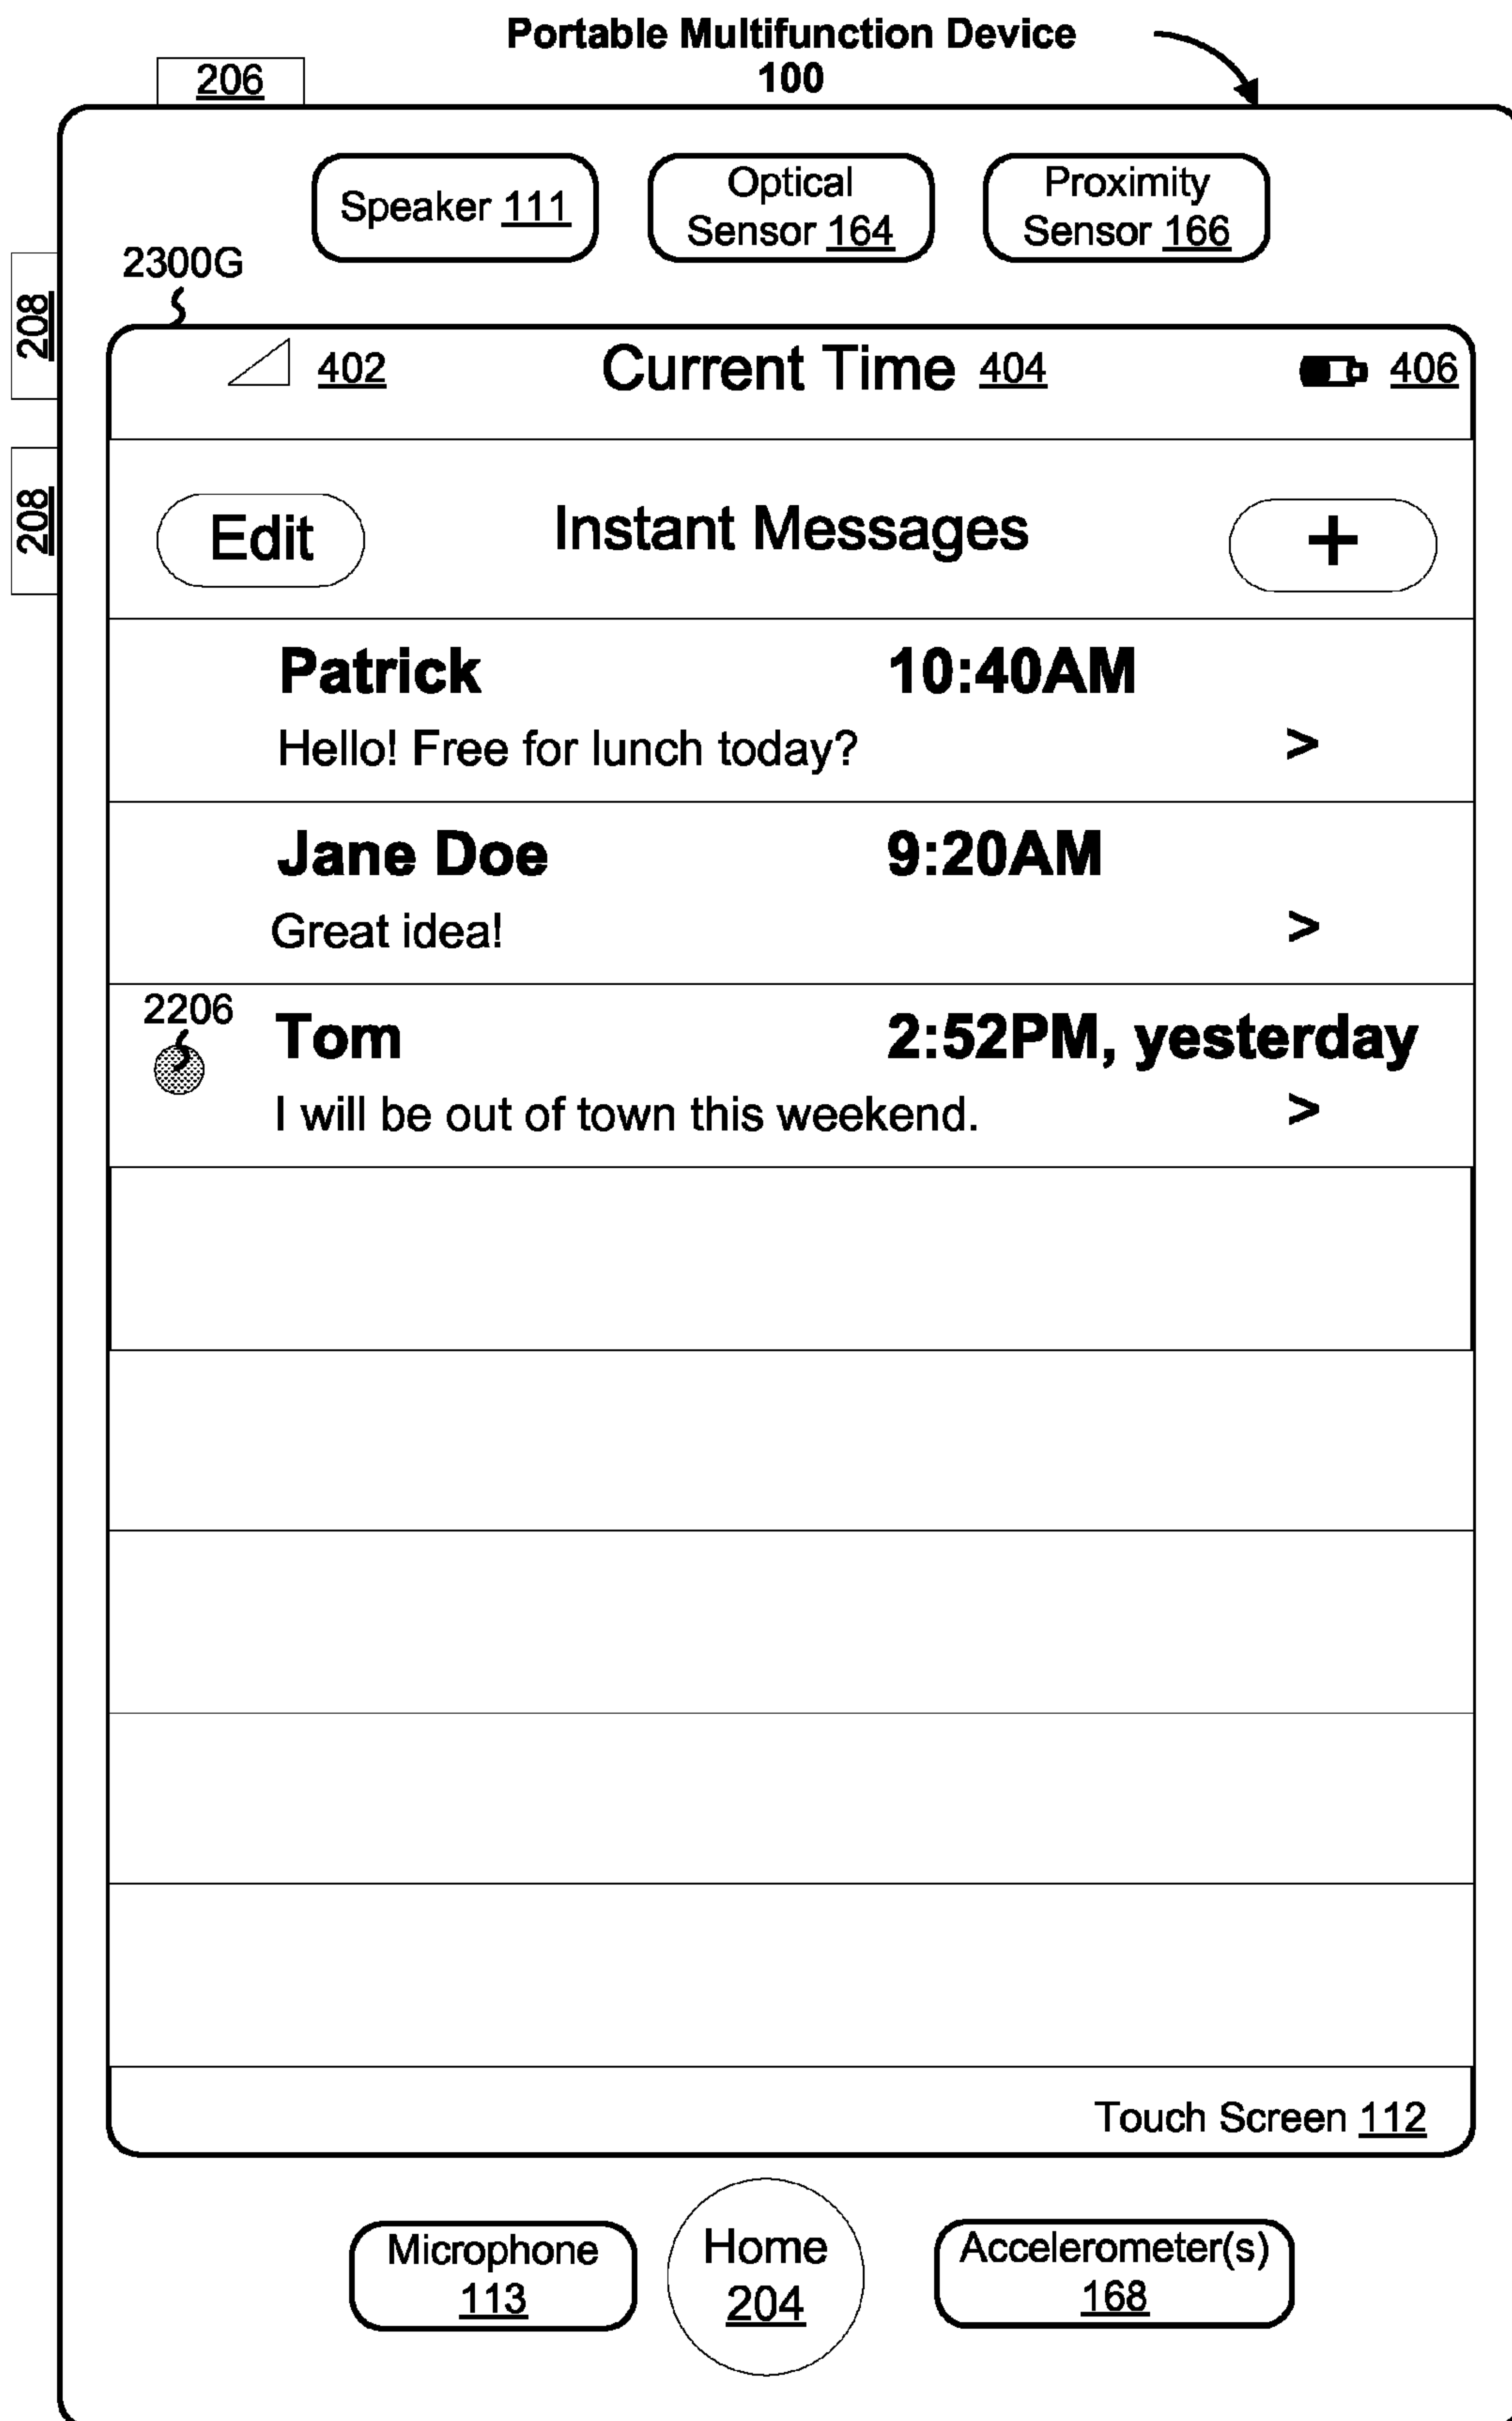 Portable Multifunction Device
100
206
Speaker 111
Optical
Sensor 164
Proximity
Sensor 166
2300G
208
208
402
Current Time 404
406
Edit
Instant Messages
+
Patrick
10:40AM
Hello! Free for lunch today?
>
Jane Doe
9:20AM
Great idea!
>
2206
Tom
2:52PM, yesterday
I will be out of town this weekend.
>
Touch Screen 112
Microphone
113
Home
204
Accelerometer(s)
168